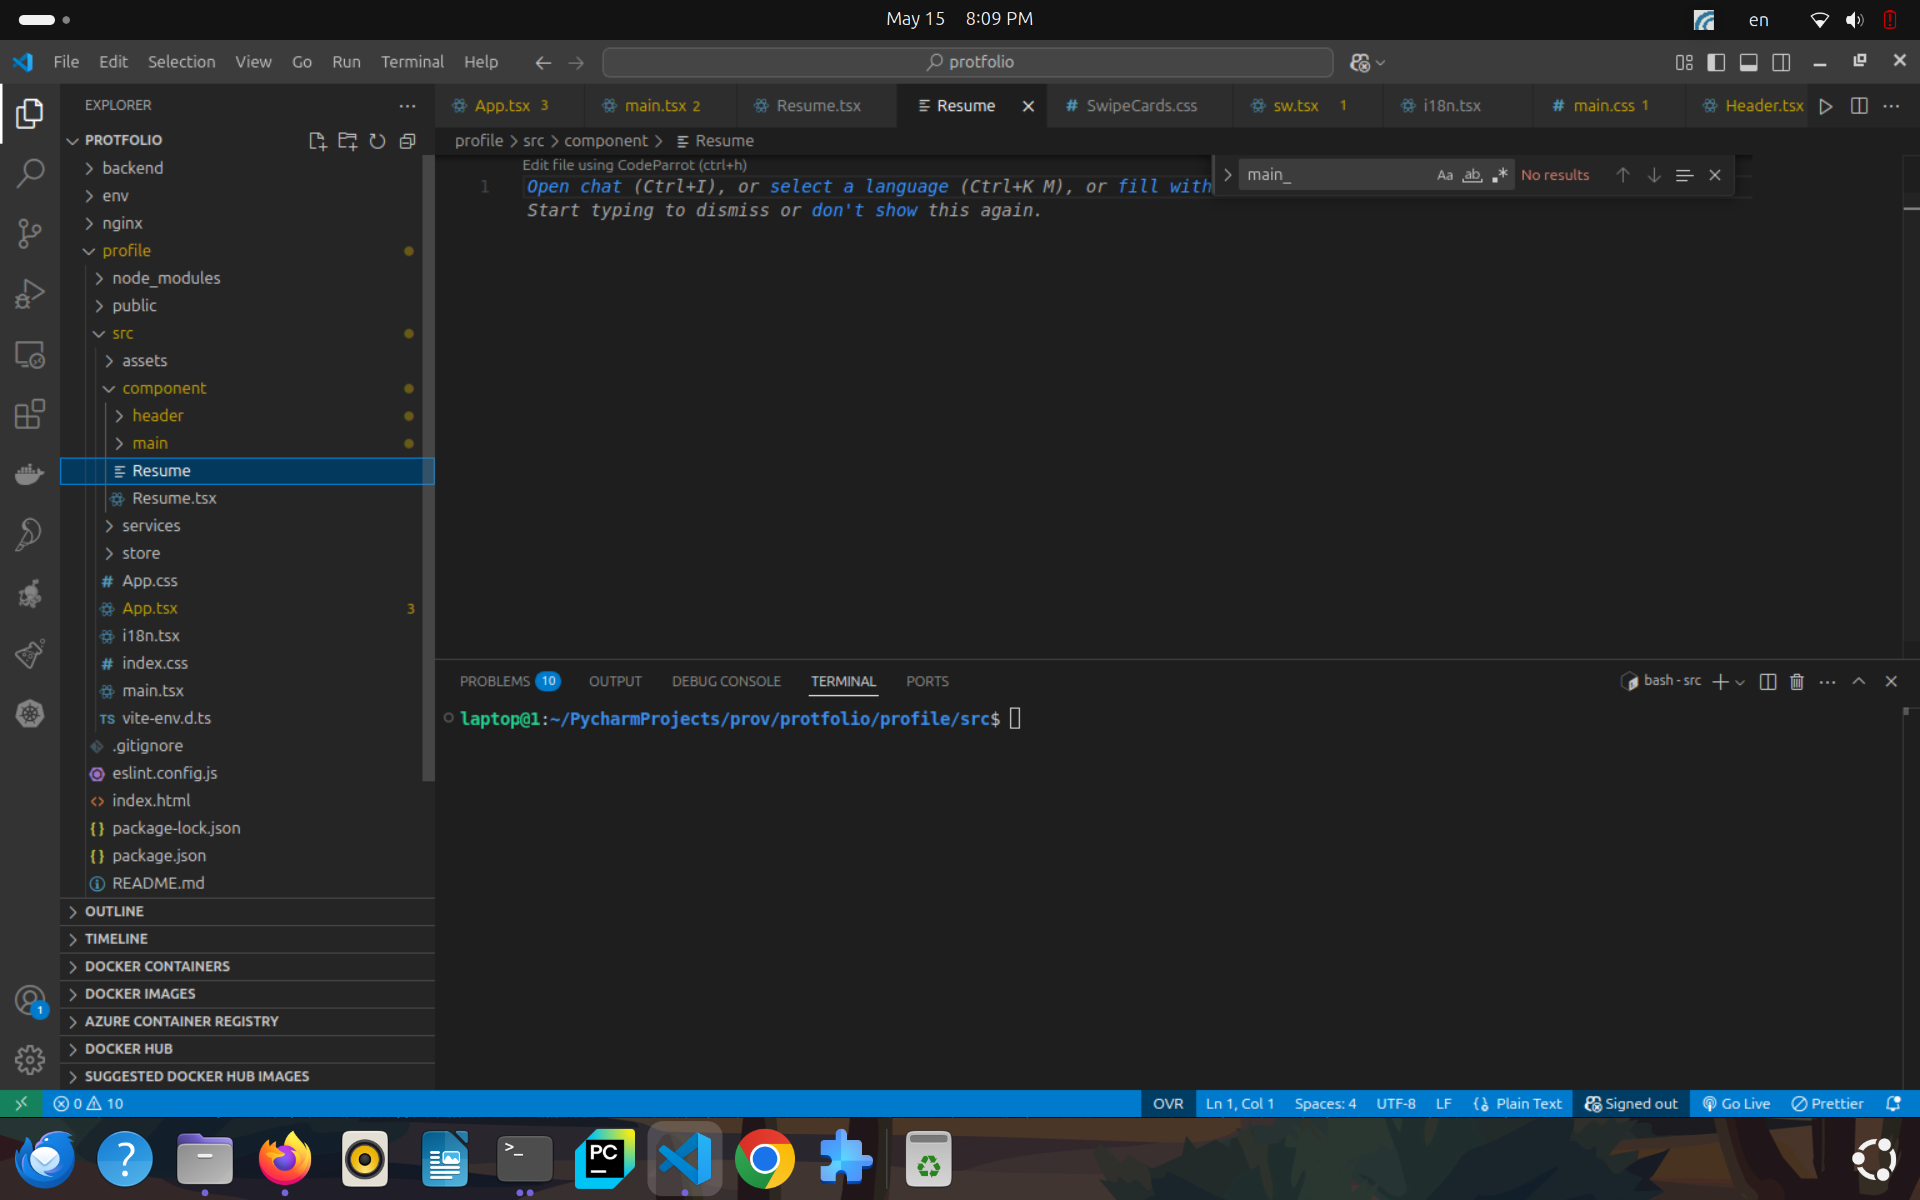 May 15 8:09 PM
en
File Edit Selection View Go Run Terminal Help
protfolio
EXPLORER
App.tsx 3
main.tsx 2
Resume.tsx
Resume
SwipeCards.css
sw.tsx 1
i18n.tsx
main.css 1
Header.tsx
PROTFOLIO
profile > src > component > Resume
Edit file using CodeParrot (ctrl+h)
1 Open chat (Ctrl+I), or select a language (Ctrl+K M), or fill with
Start typing to dismiss or don't show this again.
main_
Aa ab No results
backend
env
nginx
profile
node_modules
public
src
assets
component
header
main
Resume
Resume.tsx
services
store
App.css
App.tsx 3
i18n.tsx
index.css
main.tsx
TS vite-env.d.ts
.gitignore
eslint.config.js
index.html
package-lock.json
package.json
README.md
OUTLINE
TIMELINE
DOCKER CONTAINERS
DOCKER IMAGES
AZURE CONTAINER REGISTRY
DOCKER HUB
SUGGESTED DOCKER HUB IMAGES
PROBLEMS 10 OUTPUT DEBUG CONSOLE TERMINAL PORTS
bash - src
laptop@1:~/PycharmProjects/prov/protfolio/profile/src$
1
0 10
OVR Ln 1, Col 1 Spaces: 4 UTF-8 LF Plain Text Signed out Go Live Prettier
PC